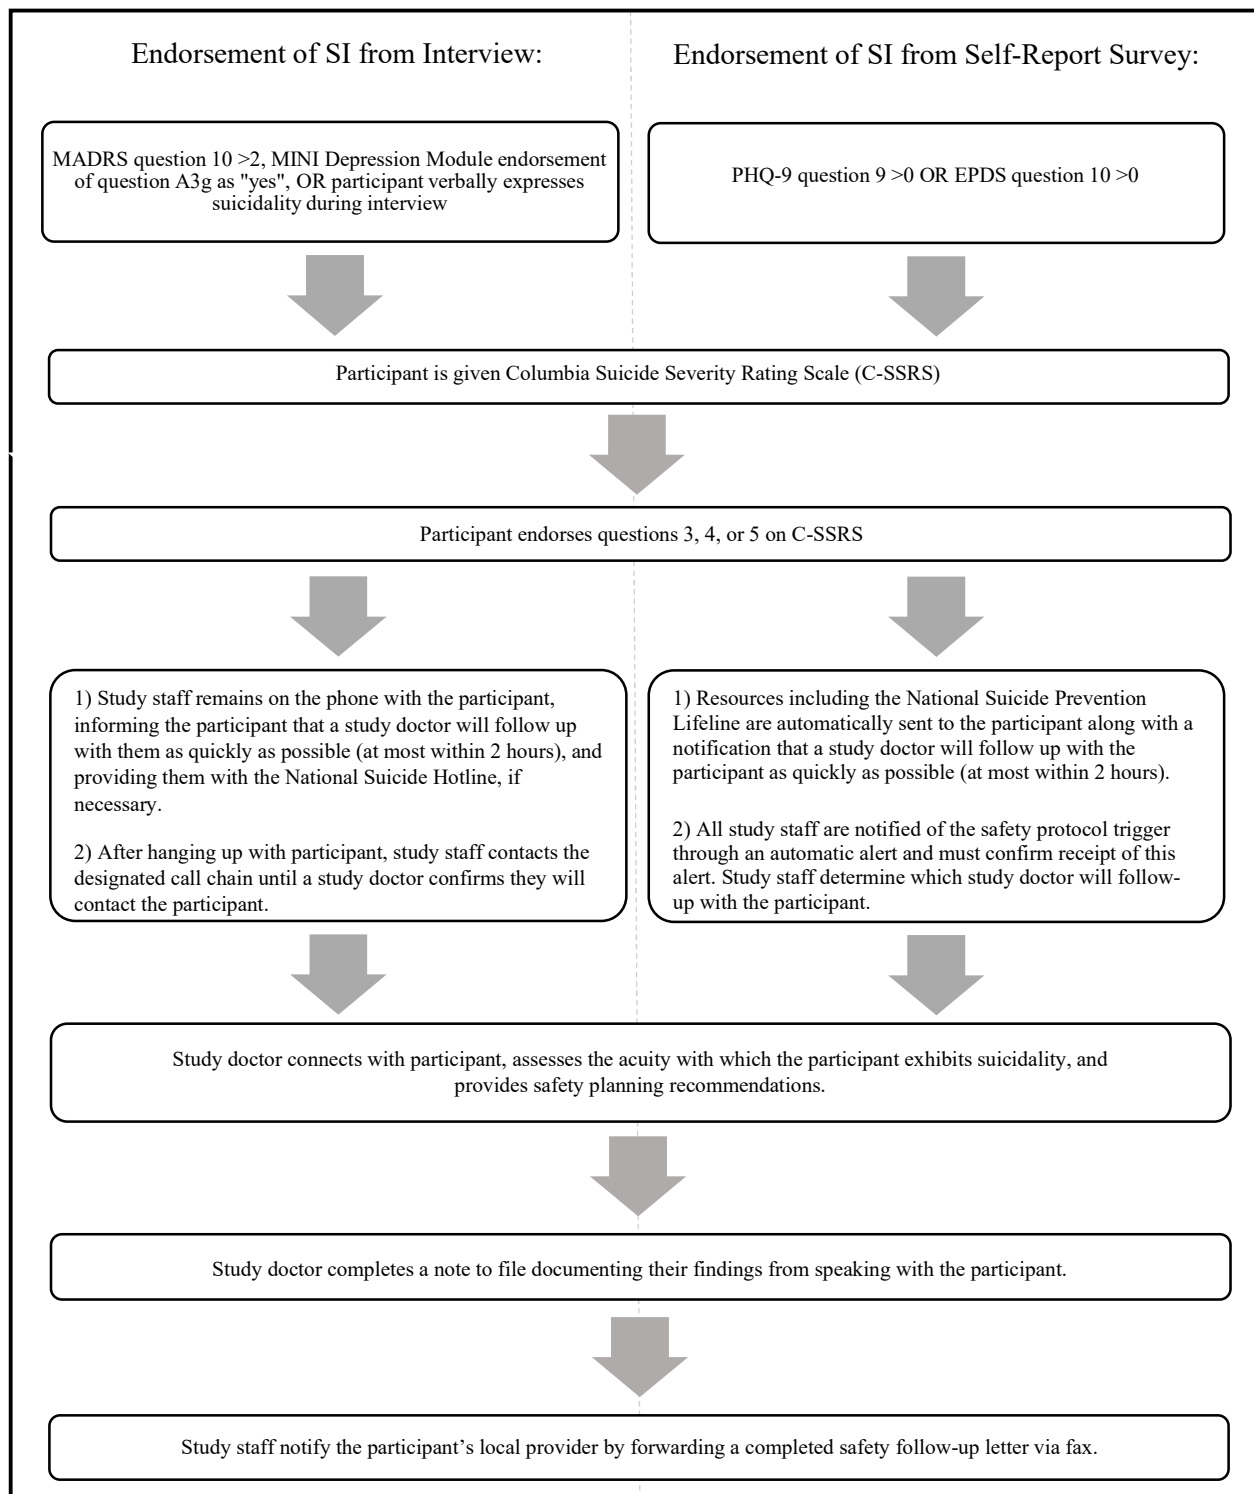 Endorsement of SI from Interview:
Endorsement of SI from Self-Report Survey:
MADRS question 10 >2, MINI Depression Module endorsement
of question A3g as "yes", OR participant verbally expresses
suicidality during interview
PHQ-9 question 9 >0 OR EPDS question 10 >0
Participant is given Columbia Suicide Severity Rating Scale (C-SSRS)
Participant endorses questions 3, 4, or 5 on C-SSRS
1) Study staff remains on the phone with the participant,
informing the participant that a study doctor will follow up
with them as quickly as possible (at most within 2 hours), and
providing them with the National Suicide Hotline, if
necessary.
2) After hanging up with participant, study staff contacts the
designated call chain until a study doctor confirms they will
contact the participant.
1) Resources including the National Suicide Prevention
Lifeline are automatically sent to the participant along with a
notification that a study doctor will follow up with the
participant as quickly as possible (at most within 2 hours).
2) All study staff are notified of the safety protocol trigger
through an automatic alert and must confirm receipt of this
alert. Study staff determine which study doctor will follow-
up with the participant.
Study doctor connects with participant, assesses the acuity with which the participant exhibits suicidality, and
provides safety planning recommendations.
Study doctor completes a note to file documenting their findings from speaking with the participant.
Study staff notify the participant’s local provider by forwarding a completed safety follow-up letter via fax.